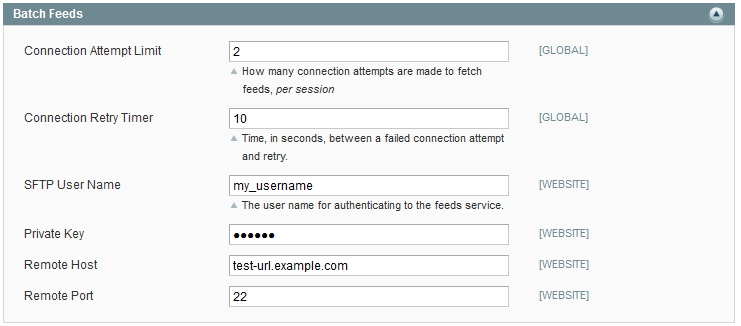 Batch Feeds
Connection Attempt Limit 2 [GLOBAL]
How many connection attempts are made to fetch
feeds, per session
Connection Retry Timer 10 [GLOBAL]
Time, in seconds, between a failed connection attempt
and retry.
SFTP User Name my_username [WEBSITE]
The user name for authenticating to the feeds service.
Private Key ●●●●●● [WEBSITE]
Remote Host test-url.example.com [WEBSITE]
Remote Port 22 [WEBSITE]